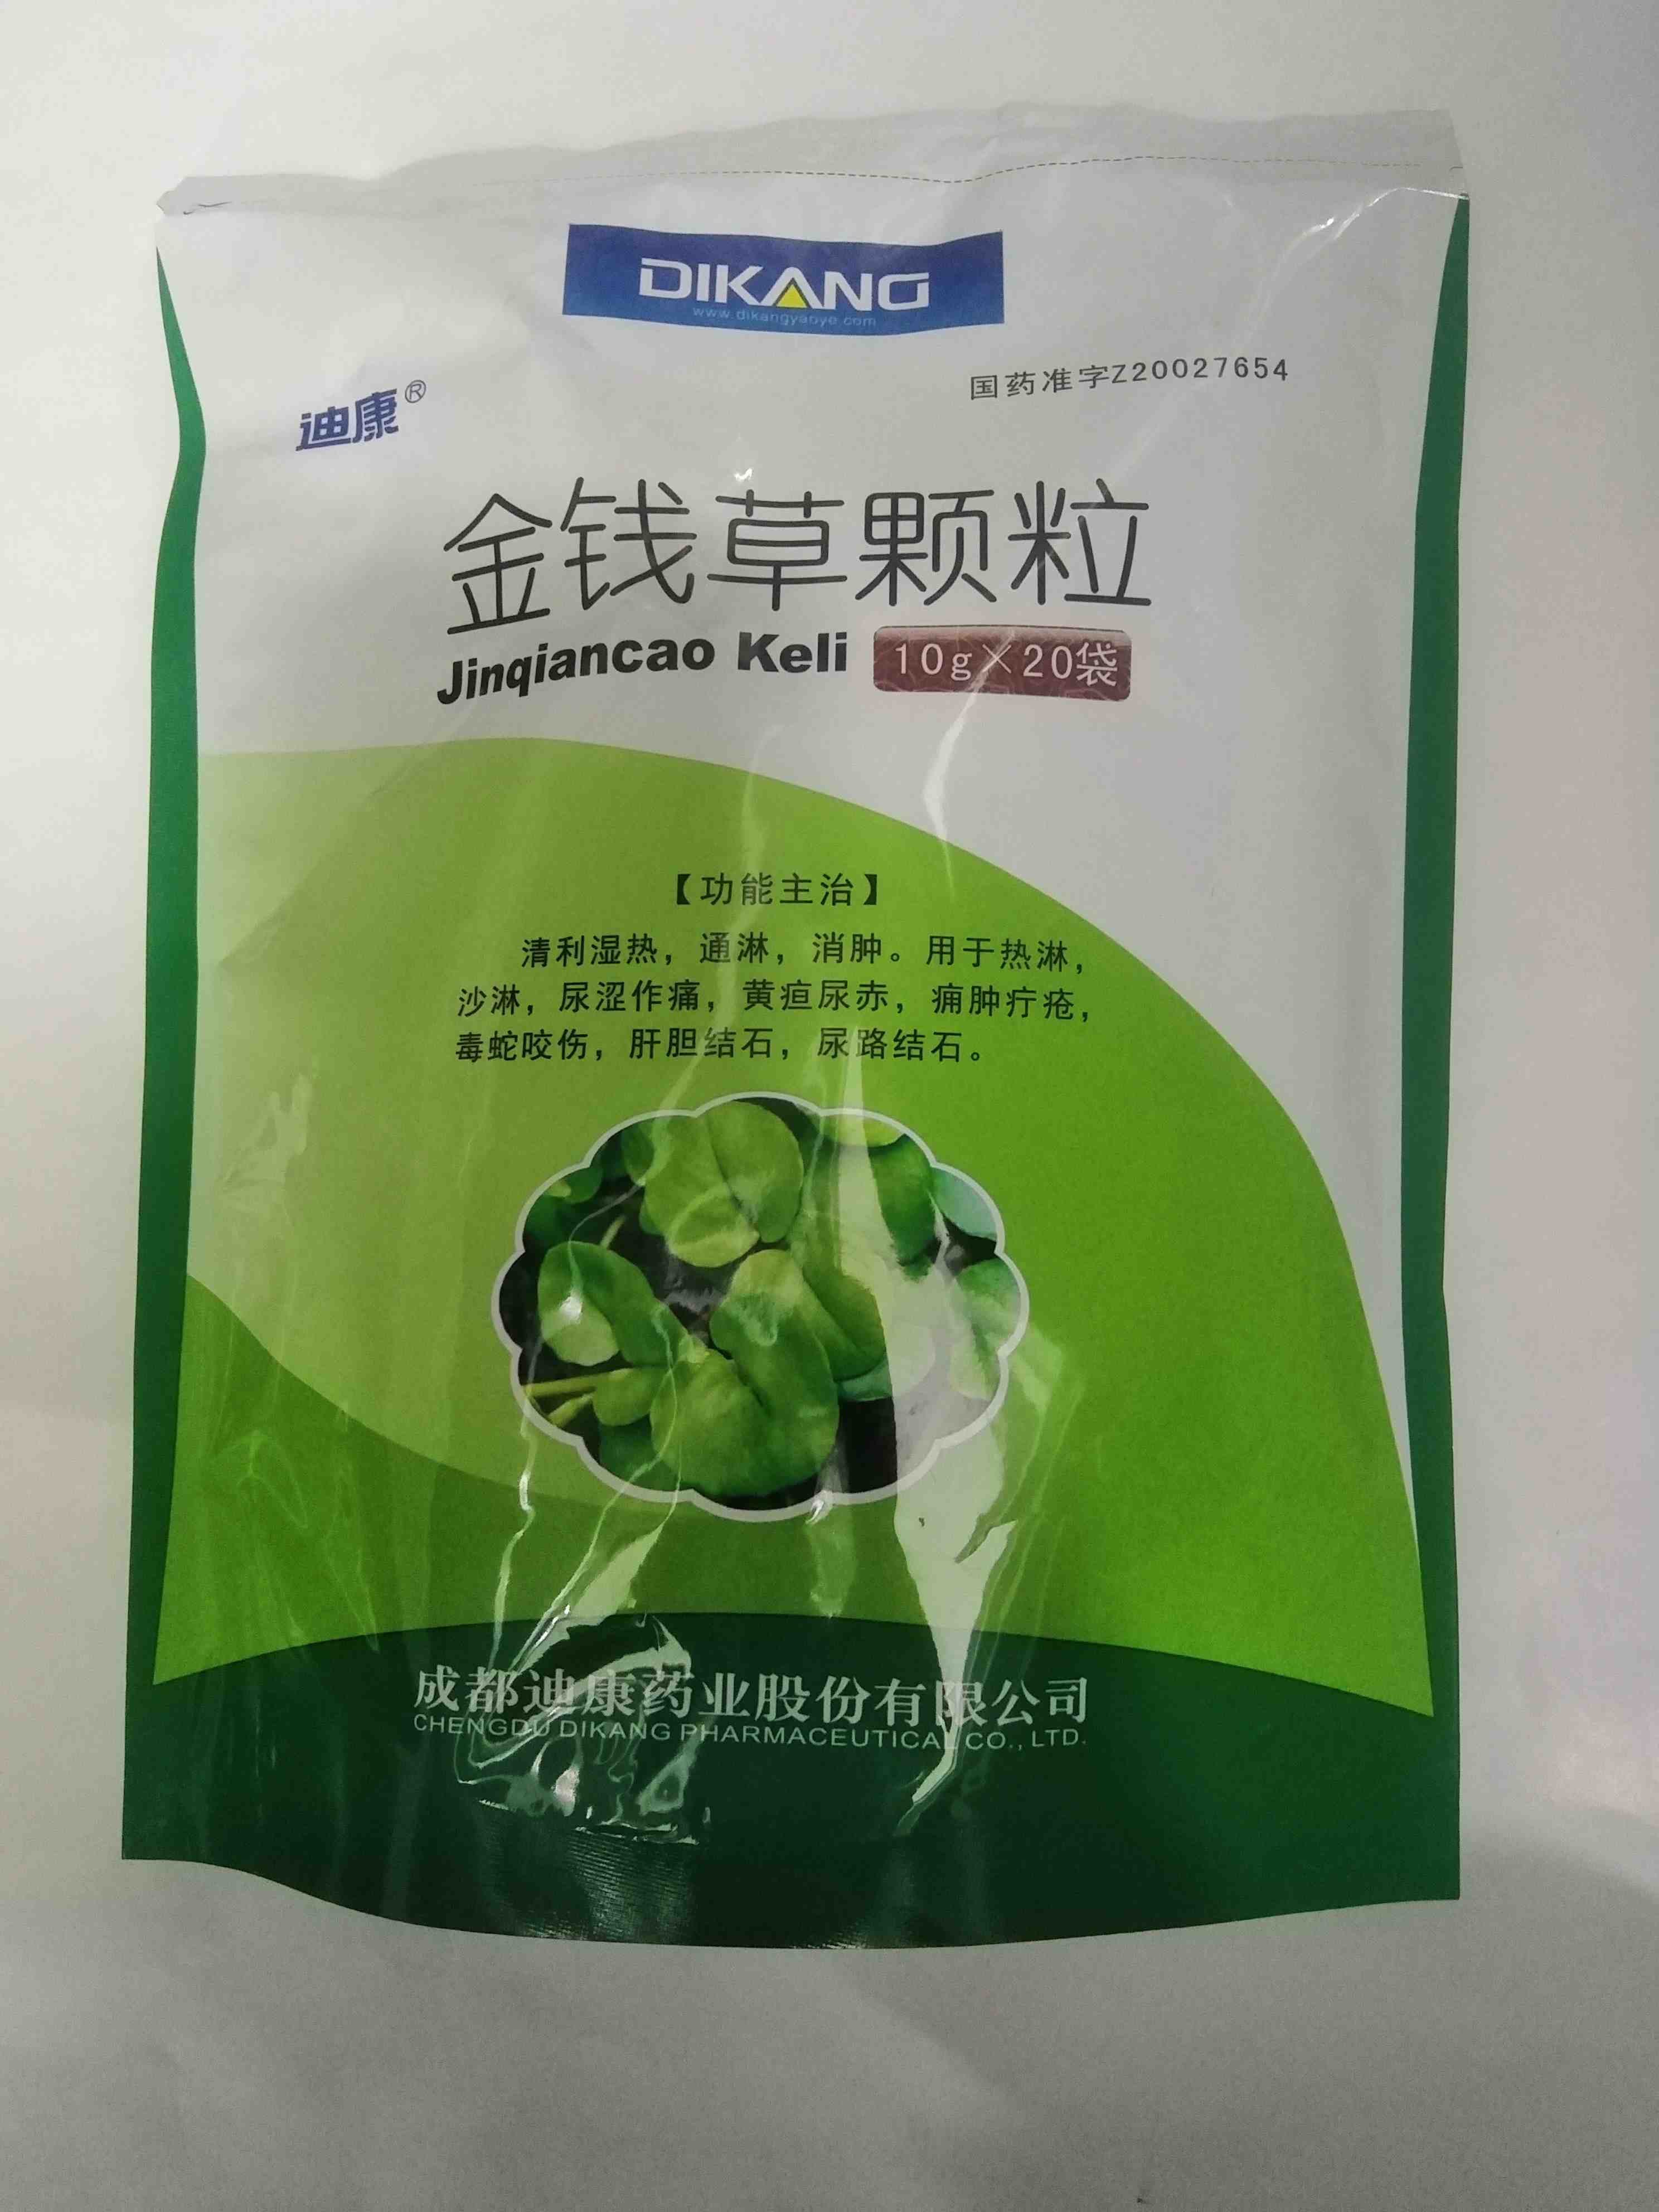 DIKANG
www.dikangyaoye.com
国药准字Z20027654
迪康®
金钱草颗粒
Jinqiancao Keli 10g×20袋
【功能主治】
清利湿热，通淋，消肿。用于热淋，
沙淋，尿涩作痛，黄疸尿赤，痈肿疔疮，
毒蛇咬伤，肝胆结石，尿路结石。
成都迪康药业股份有限公司
CHENGDU DIKANG PHARMACEUTICAL CO., LTD.